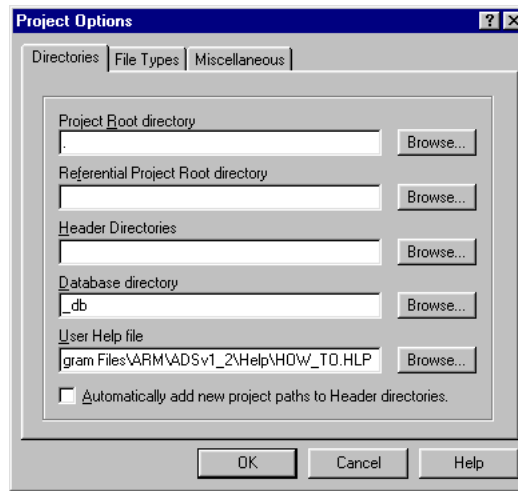 Project Options
Directories File Types Miscellaneous
Project Root directory
. Browse...
Referential Project Root directory
Browse...
Header Directories
Browse...
Database directory
_db Browse...
User Help file
gram Files\ARM\ADSv1_2\Help\HOW_TO.HLP Browse...
Automatically add new project paths to Header directories.
OK Cancel Help